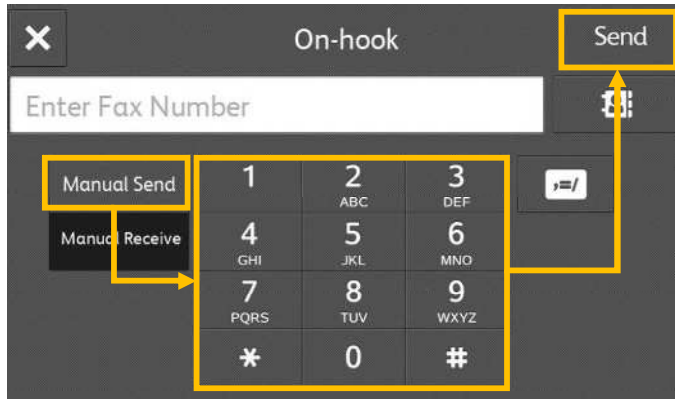 On-hook
Send
Enter Fax Number
Manual Send
Manual Receive
1
2
ABC
3
DEF
,=/
4
GHI
5
JKL
6
MNO
7
PQRS
8
TUV
9
WXYZ
*
0
#